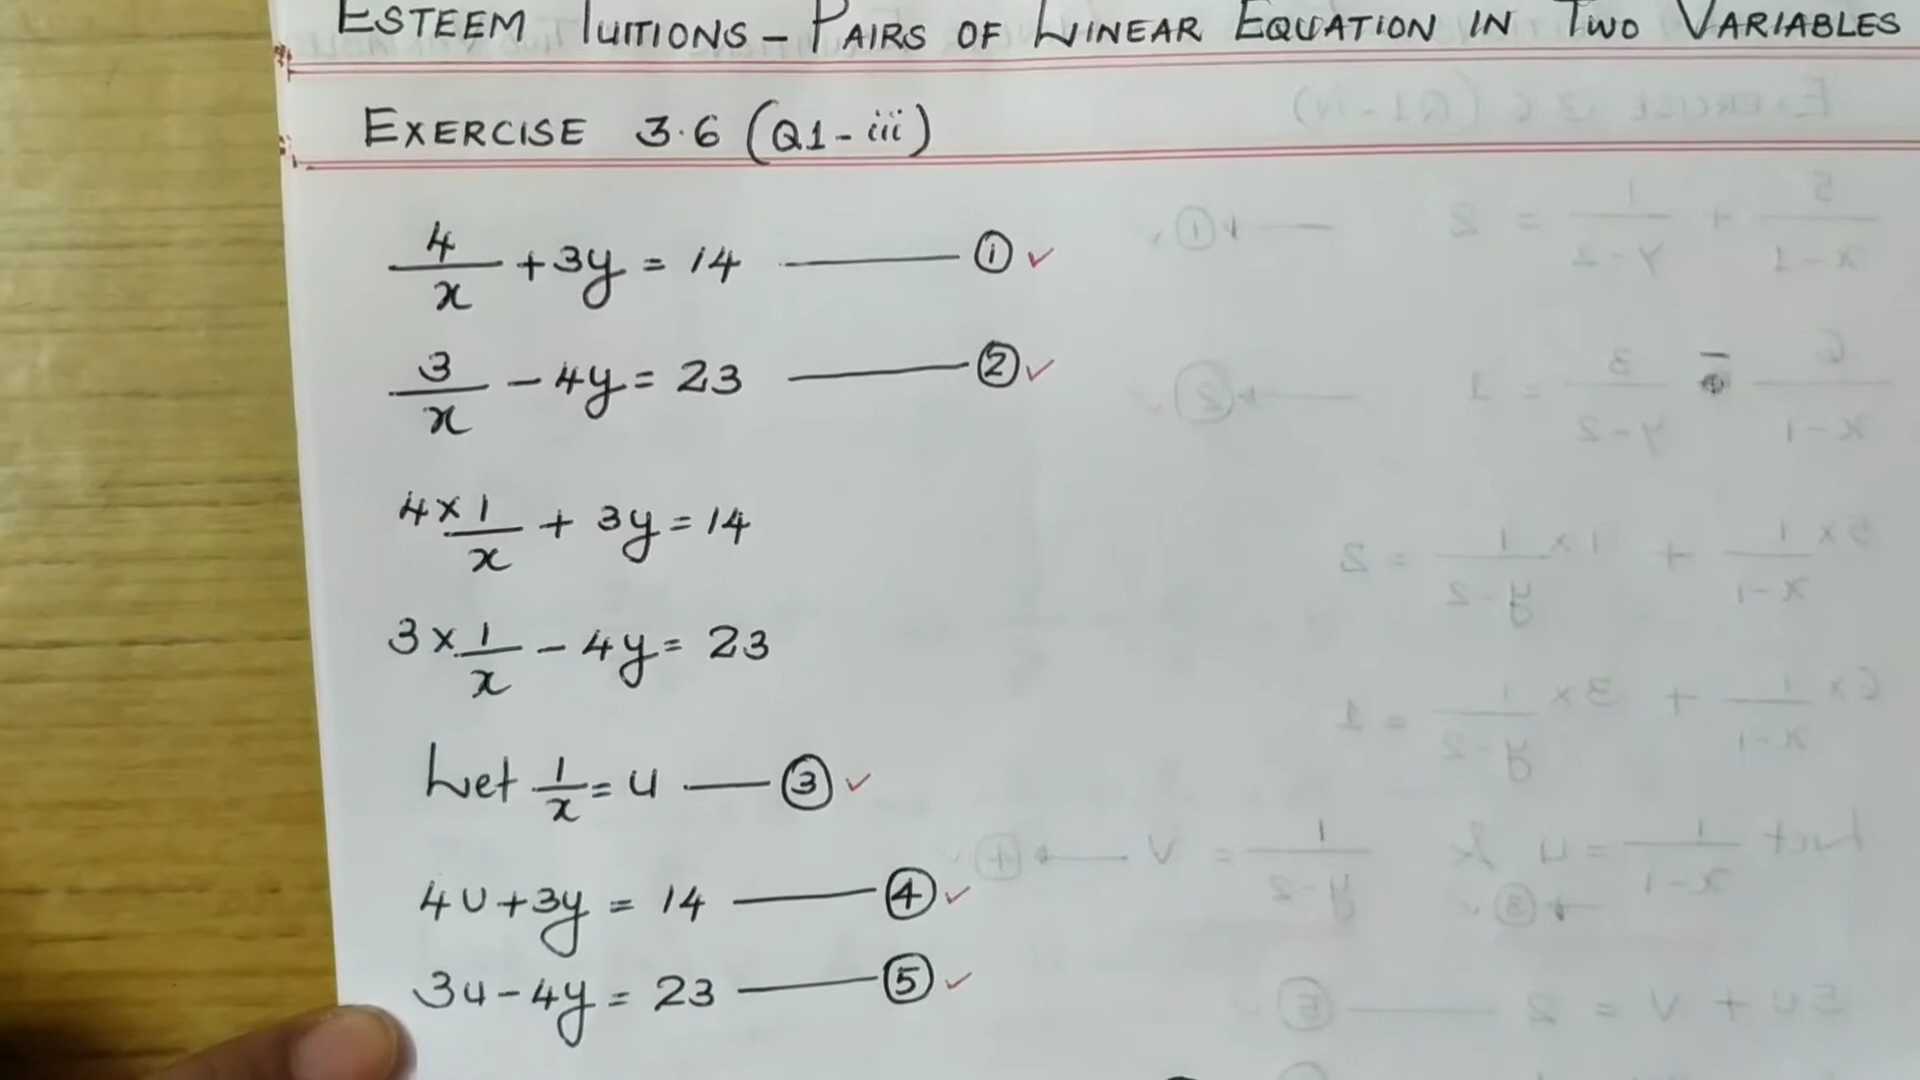 ESTEEM TUITIONS - PAIRS OF LINEAR EQUATION IN TWO VARIABLES
EXERCISE 3.6 (Q1-iii)
4/x + 3y = 14 —— ① ✓
3/x - 4y = 23 —— ② ✓
4 × 1/x + 3y = 14
3 × 1/x - 4y = 23
Let 1/x = u —— ③ ✓
4u + 3y = 14 —— ④ ✓
3u - 4y = 23 —— ⑤ ✓